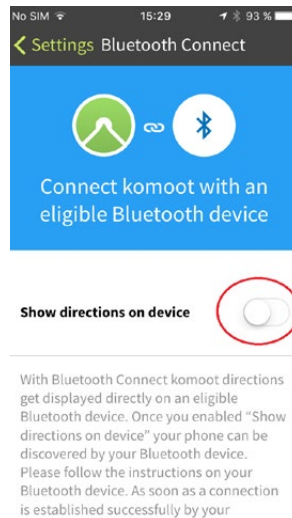 No SIM 15:29 93 %
Settings Bluetooth Connect
Connect komoot with an
eligible Bluetooth device
Show directions on device
With Bluetooth Connect komoot directions
get displayed directly on an eligible
Bluetooth device. Once you enabled “Show
directions on device” your phone can be
discovered by your Bluetooth device.
Please follow the instructions on your
Bluetooth device. As soon as a connection
is established successfully by your